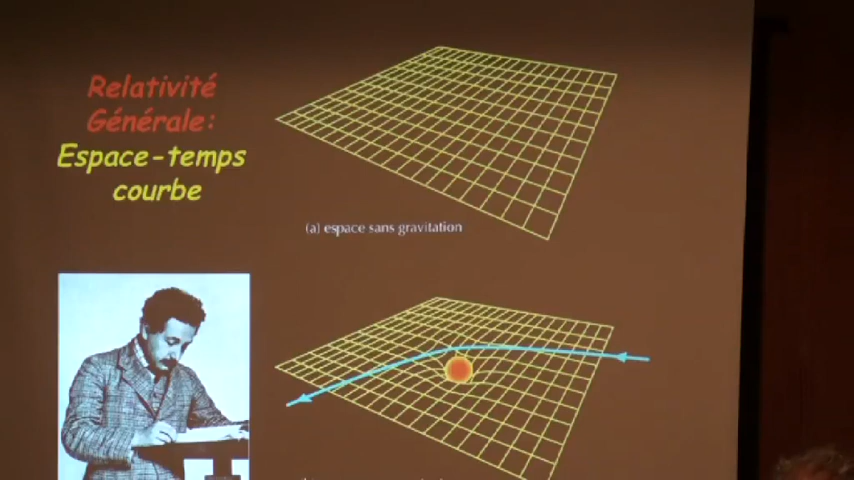 Relativité
Générale:
Espace-temps
courbe
(a) espace sans gravitation